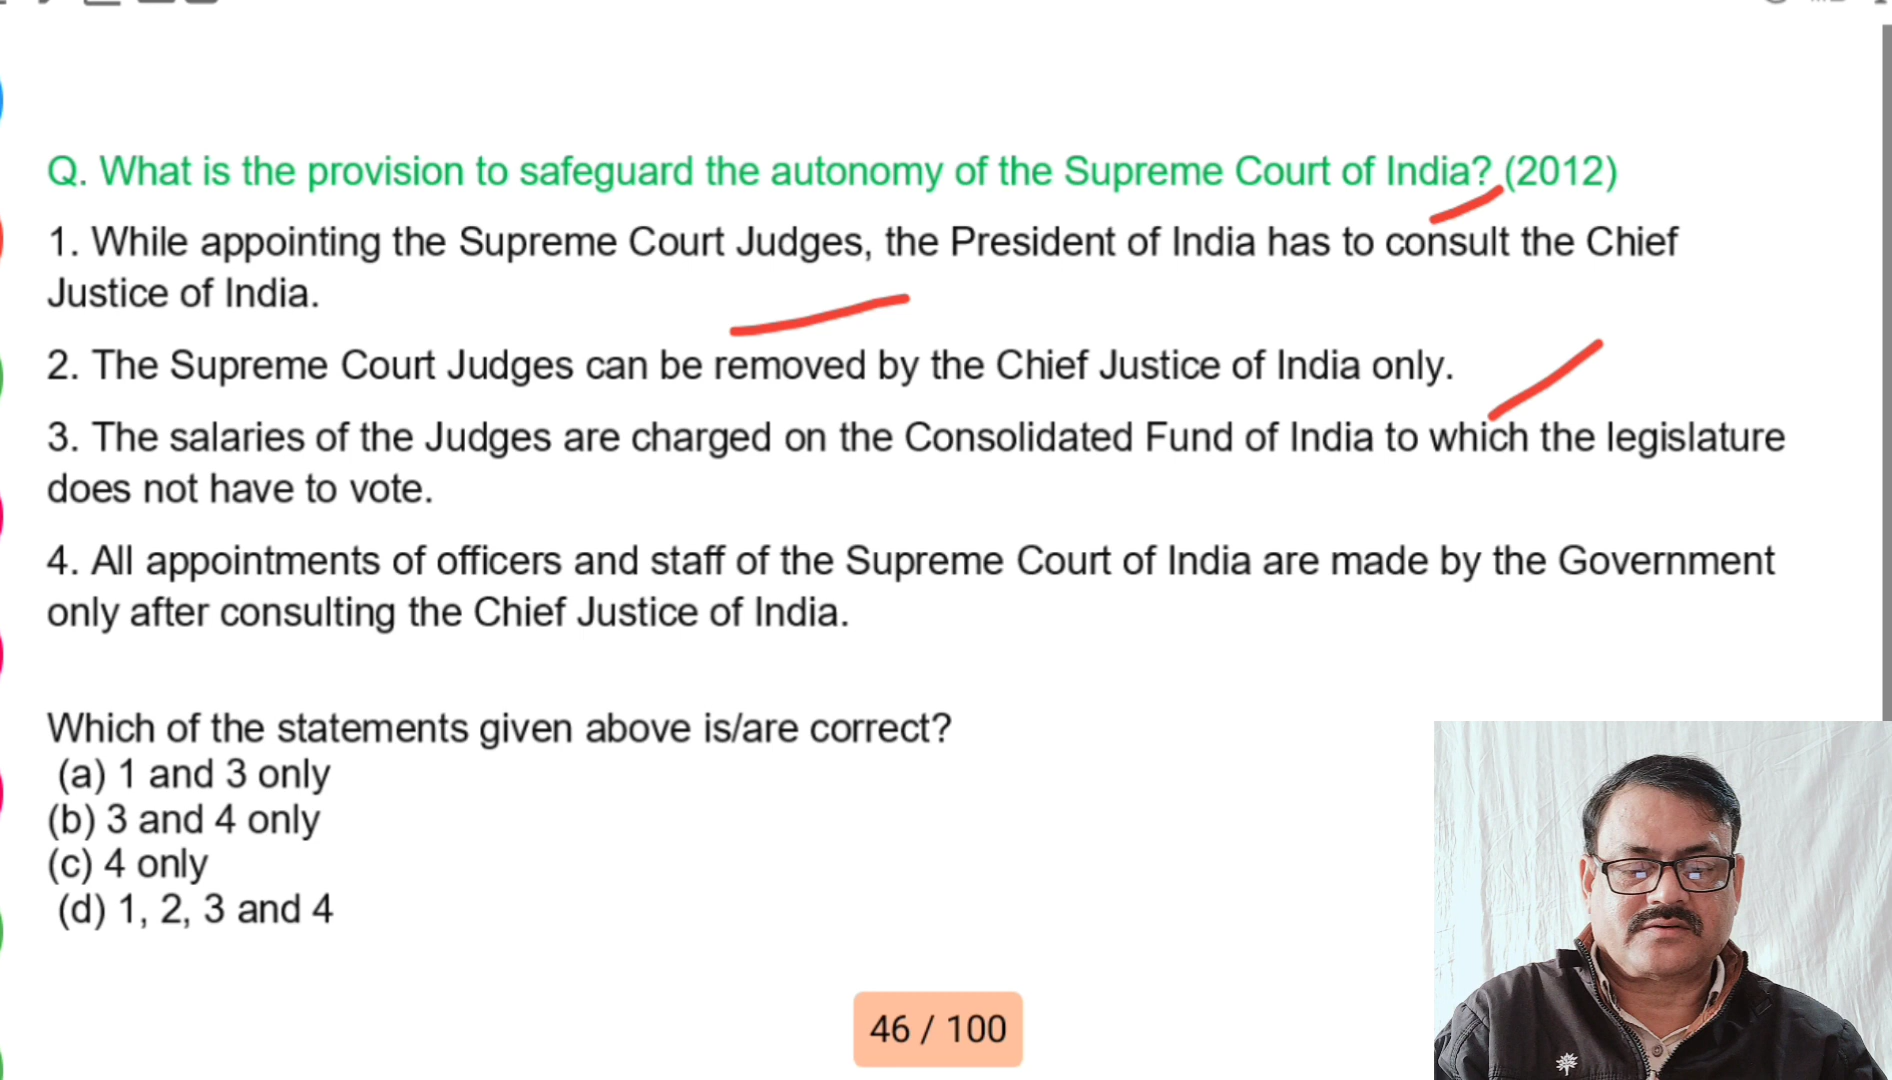 Q. What is the provision to safeguard the autonomy of the Supreme Court of India? (2012)
1. While appointing the Supreme Court Judges, the President of India has to consult the Chief
Justice of India.
2. The Supreme Court Judges can be removed by the Chief Justice of India only.
3. The salaries of the Judges are charged on the Consolidated Fund of India to which the legislature
does not have to vote.
4. All appointments of officers and staff of the Supreme Court of India are made by the Government
only after consulting the Chief Justice of India.
Which of the statements given above is/are correct?
(a) 1 and 3 only
(b) 3 and 4 only
(c) 4 only
(d) 1, 2, 3 and 4
46 / 100